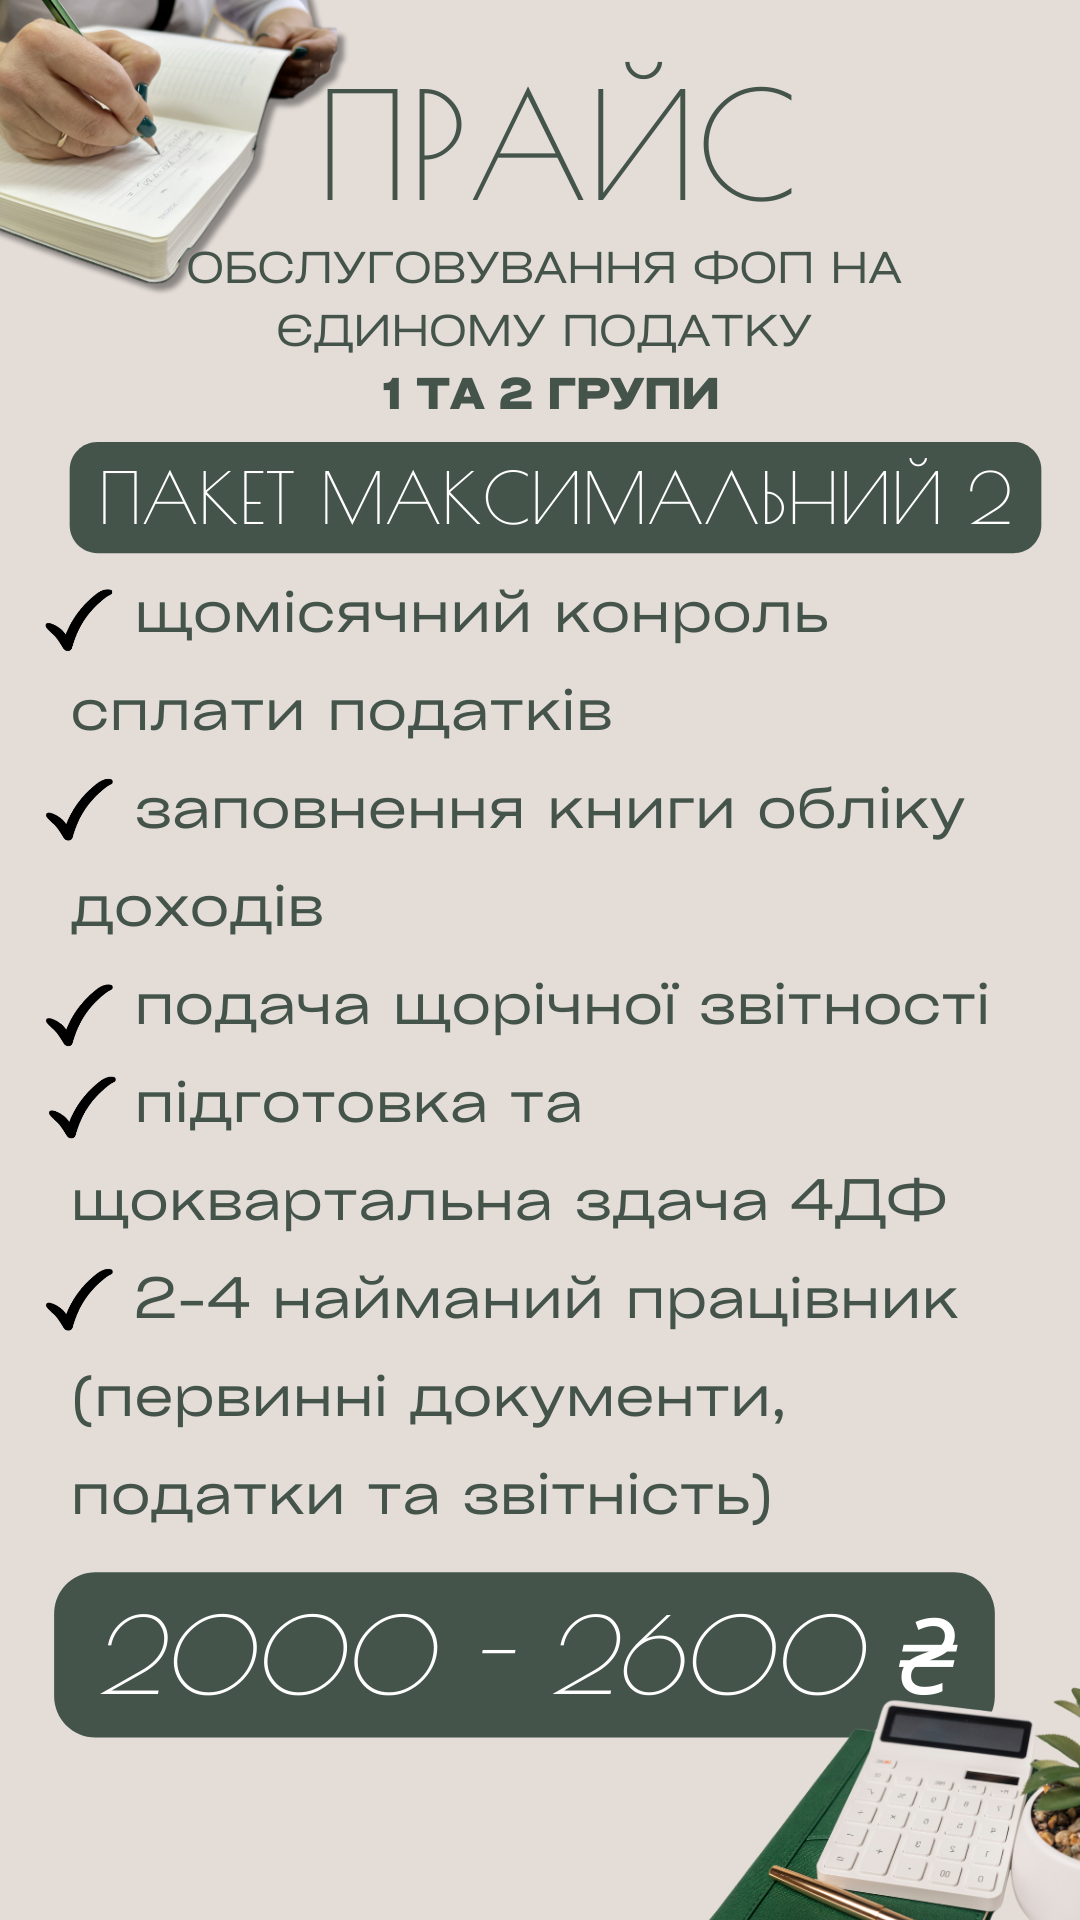 ПРАЙС
ОБСЛУГОВУВАННЯ ФОП НА
ЄДИНОМУ ПОДАТКУ
1 ТА 2 ГРУПИ
ПАКЕТ МАКСИМАЛЬНИЙ 2
щомісячний конроль
сплати податків
заповнення книги обліку
доходів
подача щорічної звітності
підготовка та
щоквартальна здача 4ДФ
2-4 найманий працівник
(первинні документи,
податки та звітність)
2000 - 2600 ₴